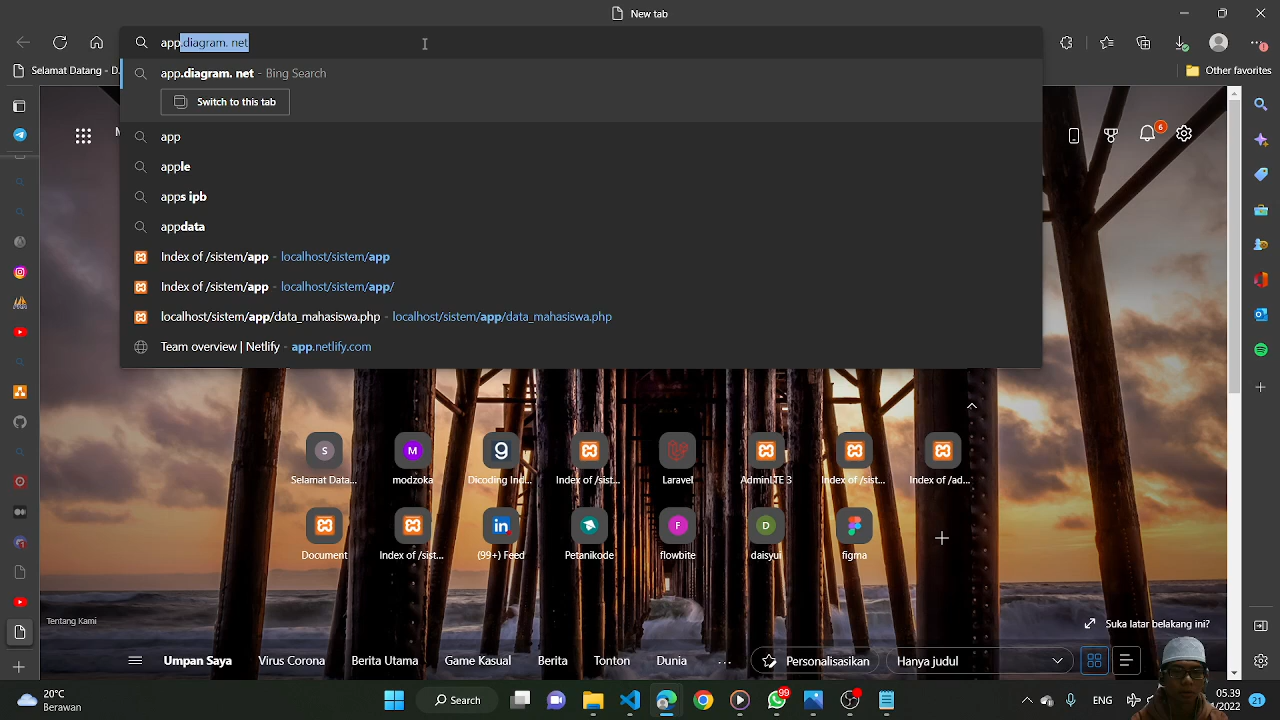 New tab
app.diagram. net
Selamat Datang - D
Other favorites
app.diagram. net - Bing Search
Switch to this tab
app
apple
apps ipb
appdata
Index of /sistem/app - localhost/sistem/app
Index of /sistem/app - localhost/sistem/app/
localhost/sistem/app/data_mahasiswa.php - localhost/sistem/app/data_mahasiswa.php
Team overview | Netlify - app.netlify.com
6
Selamat Data...
modzoka
Dicoding Indi...
Index of /sist...
Laravel
AdminLTE 3
Index of /sist...
Index of /ad...
Document
Index of /sist...
(99+) Feed
Petanikode
flowbite
daisyui
figma
Tentang Kami
Suka latar belakang ini?
Umpan Saya
Virus Corona
Berita Utama
Game Kasual
Berita
Tonton
Dunia
...
Personalisasikan
Hanya judul
20°C
Berawan
Search
99
ENG
05.39
/2022
21